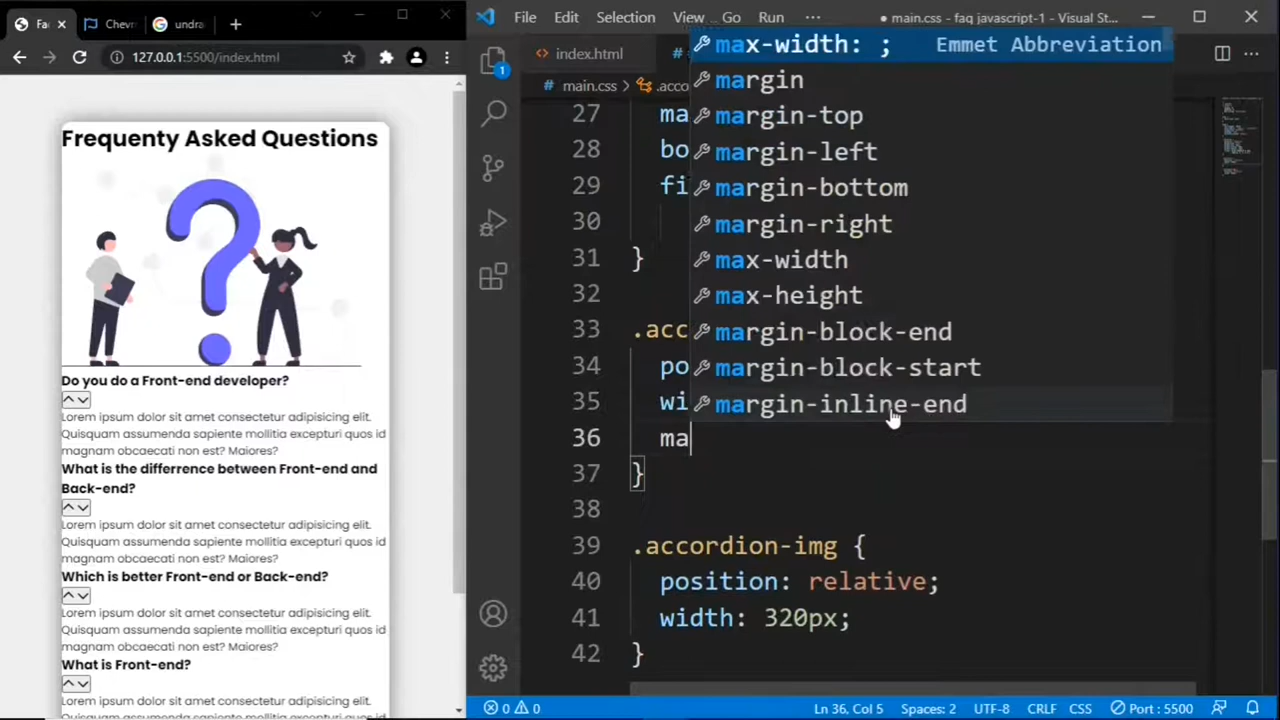 Fa
Chevr
undra
127.0.0.1:5500/index.html
Frequenty Asked Questions
Do you do a Front-end developer?
Lorem ipsum dolor sit amet consectetur adipisicing elit.
Quisquam assumenda sapiente mollitia excepturi quos id
magnam obcaecati non est? Maiores?
What is the differrence between Front-end and
Back-end?
Lorem ipsum dolor sit amet consectetur adipisicing elit.
Quisquam assumenda sapiente mollitia excepturi quos id
magnam obcaecati non est? Maiores?
Which is better Front-end or Back-end?
Lorem ipsum dolor sit amet consectetur adipisicing elit.
Quisquam assumenda sapiente mollitia excepturi quos id
magnam obcaecati non est? Maiores?
What is Front-end?
Lorem ipsum dolor sit amet consectetur adipisicing elit.
File Edit Selection View Go Run ··· ● main.css - faq javascript-1 - Visual St...
1
index.html #
# main.css > .acco
max-width: ; Emmet Abbreviation
margin
margin-top
margin-left
margin-bottom
margin-right
max-width
max-height
margin-block-end
margin-block-start
margin-inline-end
27 ma
28 bo
29 fi
30
31 }
32
33 .acc
34 po
35 wi
36 ma
37 }
38
39 .accordion-img {
40 position: relative;
41 width: 320px;
42 }
0 0 Ln 36, Col 5 Spaces: 2 UTF-8 CRLF CSS Port : 5500